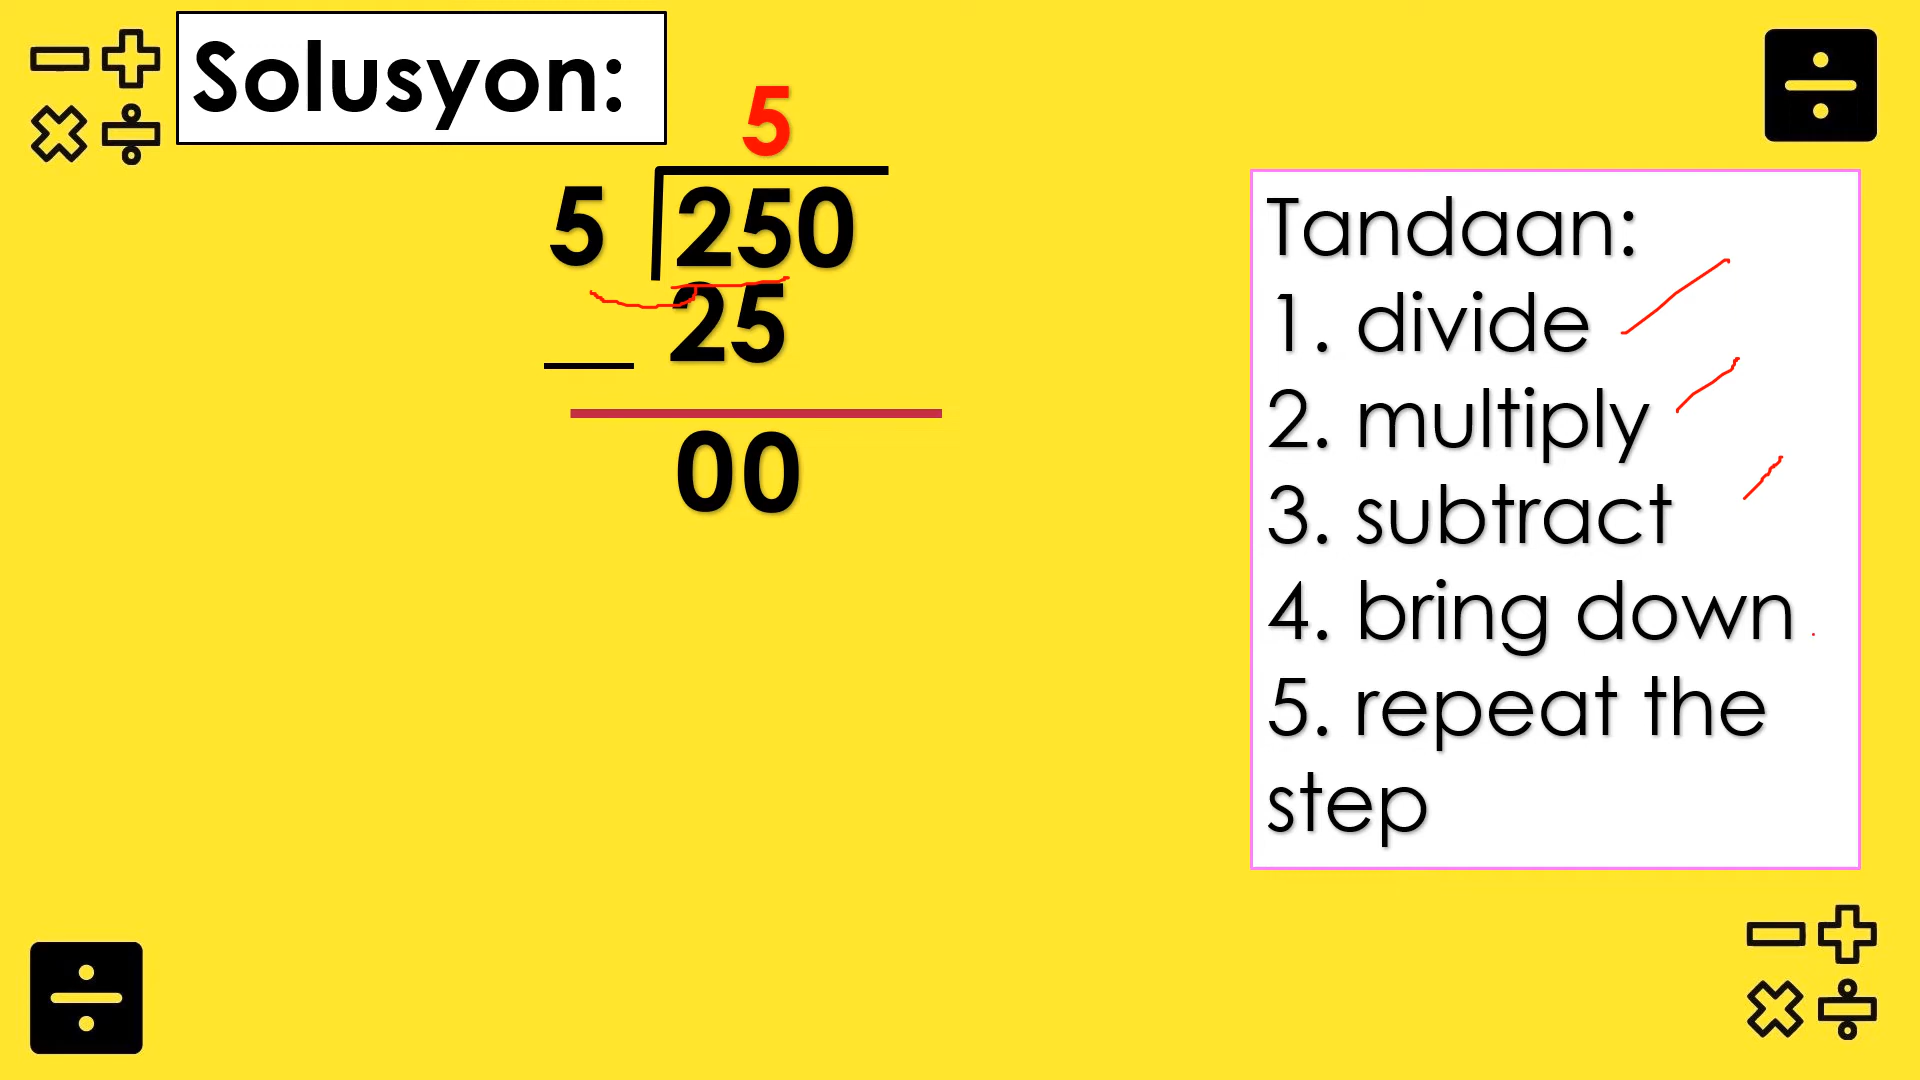 Solusyon:
5
5 250
25
00
Tandaan:
1. divide
2. multiply
3. subtract
4. bring down
5. repeat the
step